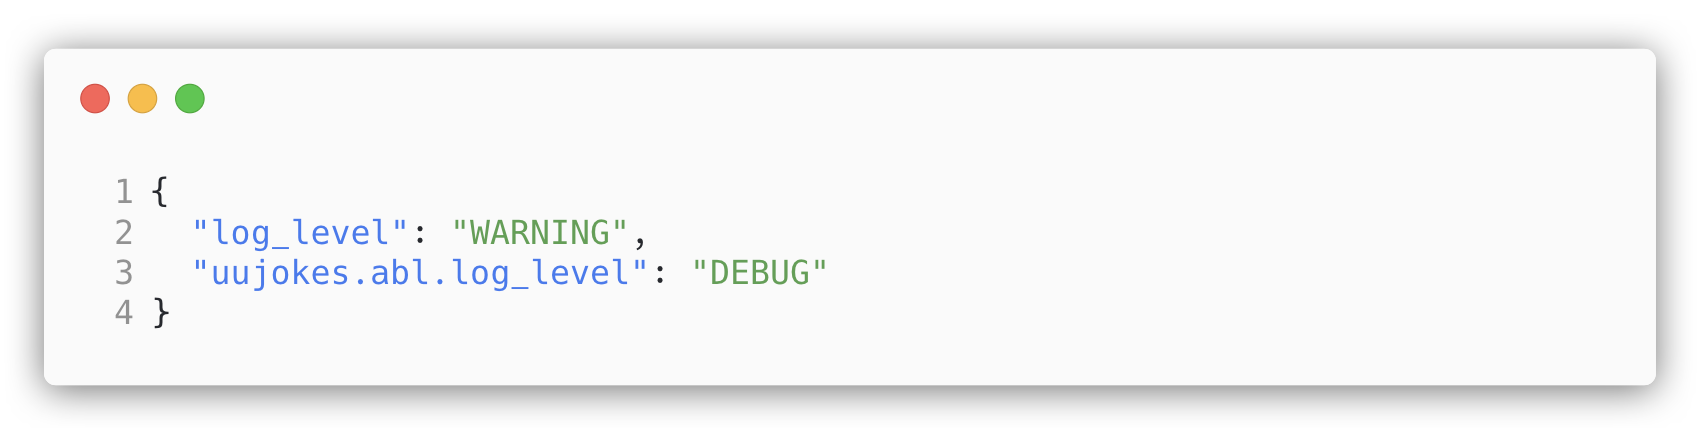 1 {
2   "log_level": "WARNING",
3   "uujokes.abl.log_level": "DEBUG"
4 }